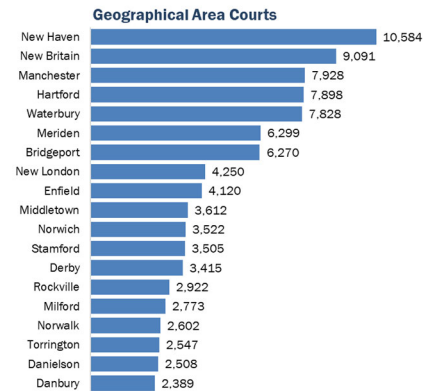 Geographical Area Courts
New Haven 10,584
New Britain 9,091
Manchester 7,928
Hartford 7,898
Waterbury 7,828
Meriden 6,299
Bridgeport 6,270
New London 4,250
Enfield 4,120
Middletown 3,612
Norwich 3,522
Stamford 3,505
Derby 3,415
Rockville 2,922
Milford 2,773
Norwalk 2,602
Torrington 2,547
Danielson 2,508
Danbury 2,389